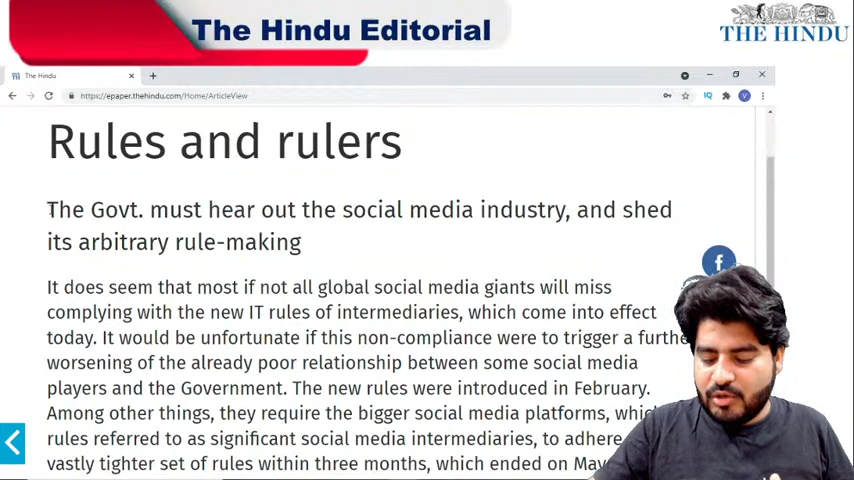 The Hindu Editorial
THE HINDU
The Hindu
https://epaper.thehindu.com/Home/ArticleView
IQ
V
Rules and rulers
The Govt. must hear out the social media industry, and shed
its arbitrary rule-making
f
It does seem that most if not all global social media giants will miss
complying with the new IT rules of intermediaries, which come into effect
today. It would be unfortunate if this non-compliance were to trigger a
worsening of the already poor relationship between some social media
players and the Government. The new rules were introduced in February.
Among other things, they require the bigger social media platforms,
rules referred to as significant social media intermediaries, to adhere
vastly tighter set of rules within three months, which ended on